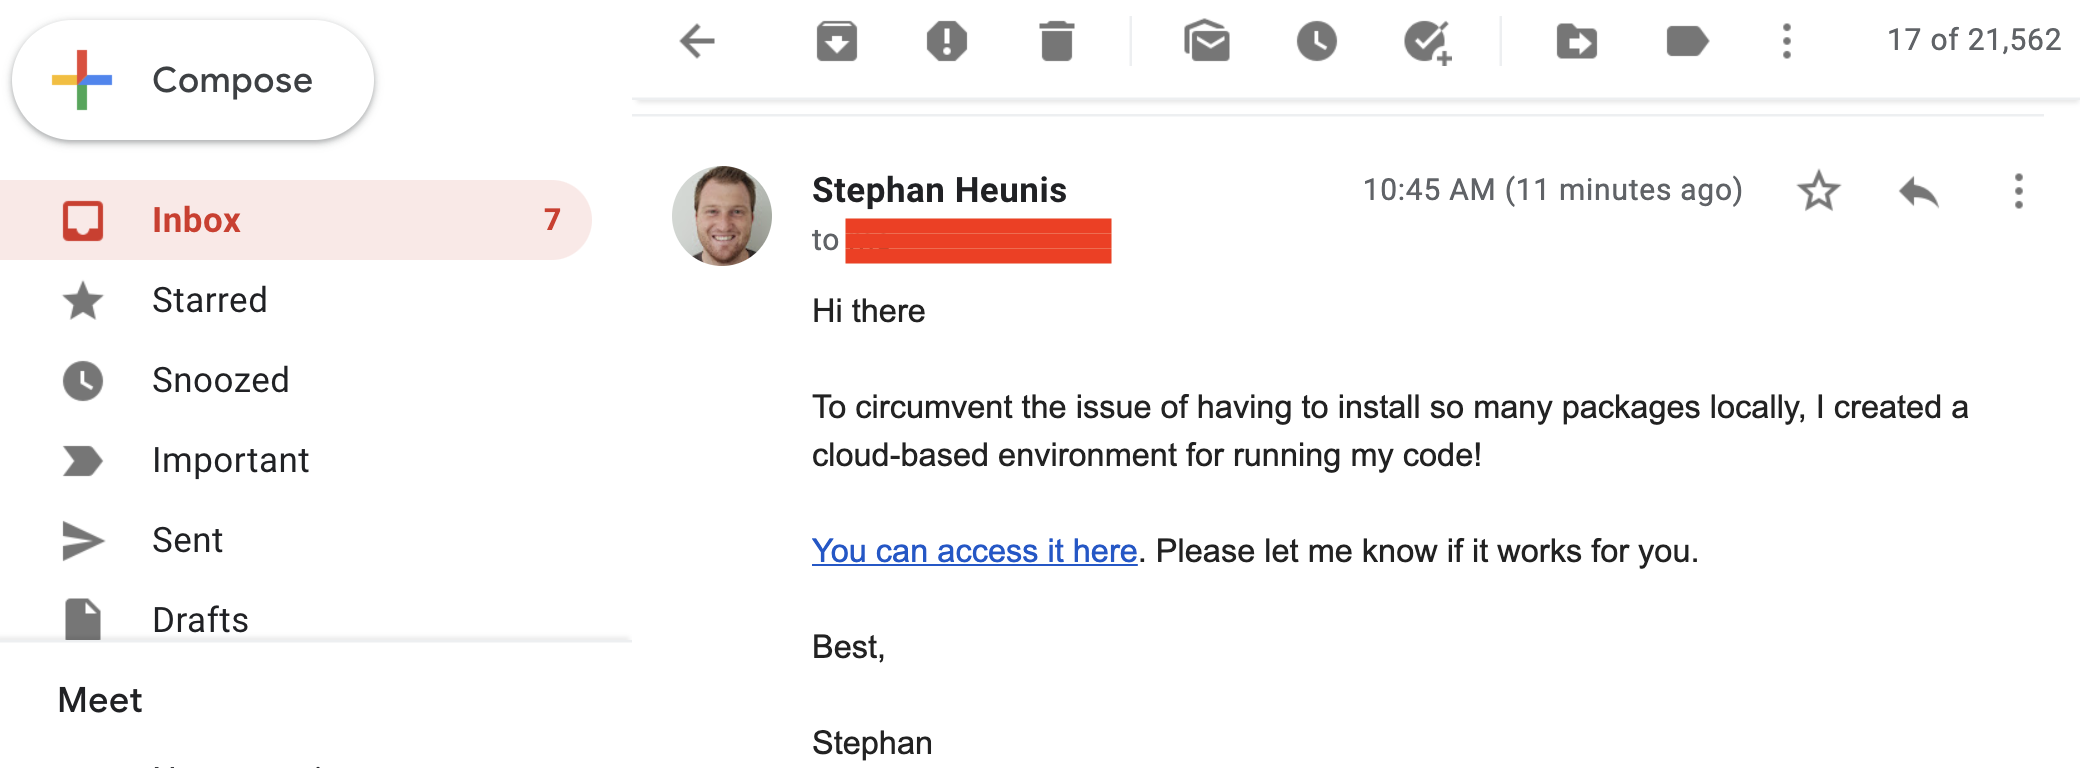 Compose
17 of 21,562
Inbox 7
Starred
Snoozed
Important
Sent
Drafts
Meet
Stephan Heunis 10:45 AM (11 minutes ago)
to
Hi there
To circumvent the issue of having to install so many packages locally, I created a
cloud-based environment for running my code!
You can access it here. Please let me know if it works for you.
Best,
Stephan